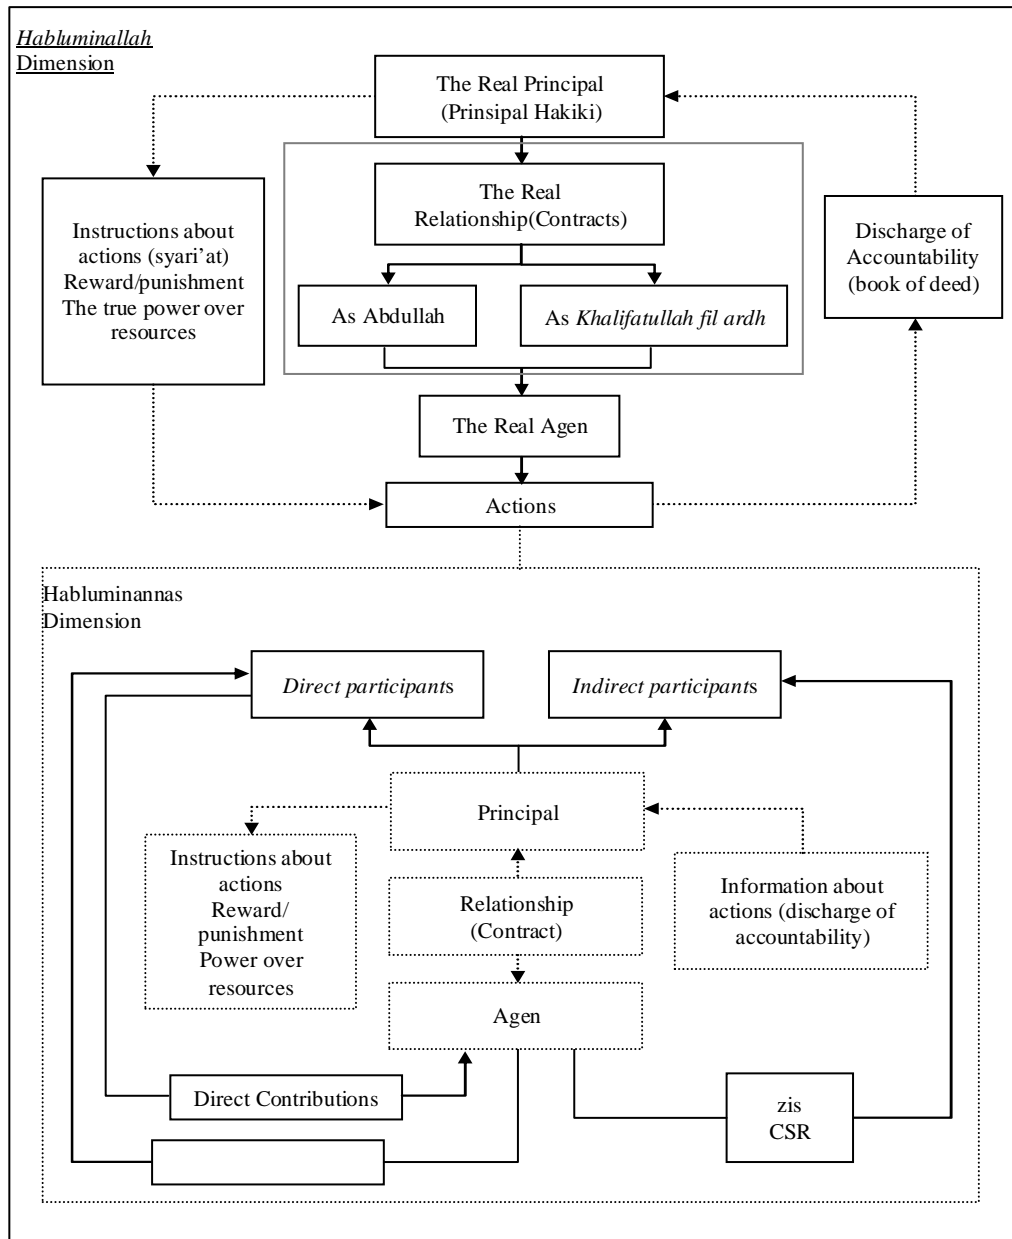 Habluminallah
Dimension
The Real Principal
(Prinsipal Hakiki)
The Real
Relationship(Contracts)
Instructions about
actions (syari’at)
Reward/punishment
The true power over
resources
Discharge of
Accountability
(book of deed)
As Abdullah
As Khalifatullah fil ardh
The Real Agen
Actions
Habluminannas
Dimension
Direct participants
Indirect participants
Principal
Instructions about
actions
Reward/
punishment
Power over
resources
Relationship
(Contract)
Information about
actions (discharge of
accountability)
Agen
Direct Contributions
zis
CSR